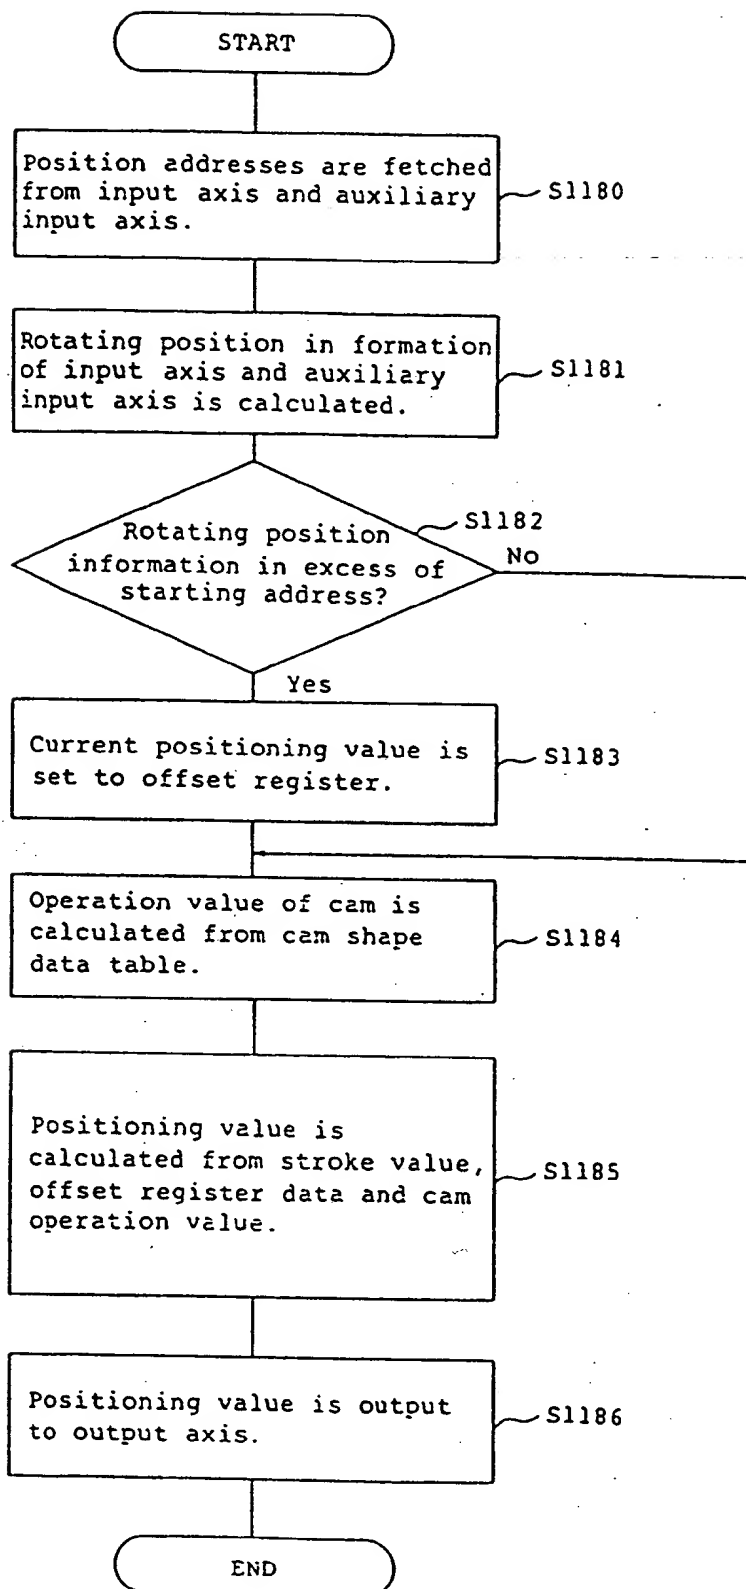 START
Position addresses are fetched
from input axis and auxiliary
input axis.
S1180
Rotating position in formation
of input axis and auxiliary
input axis is calculated.
S1181
S1182
Rotating position
information in excess of
starting address?
No
Yes
Current positioning value is
set to offset register.
S1183
Operation value of cam is
calculated from cam shape
data table.
S1184
Positioning value is
calculated from stroke value,
offset register data and cam
operation value.
S1185
Positioning value is output
to output axis.
S1186
END